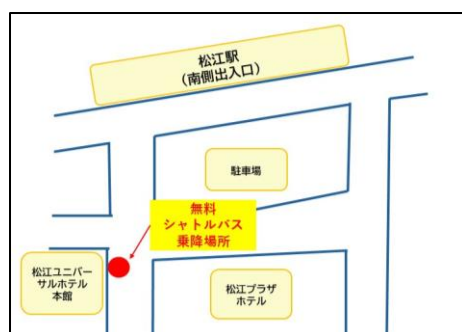 松江駅
（南側出入口）
駐車場
無料
シャトルバス
乗降場所
松江ユニバー
サルホテル
本館
松江プラザ
ホテル